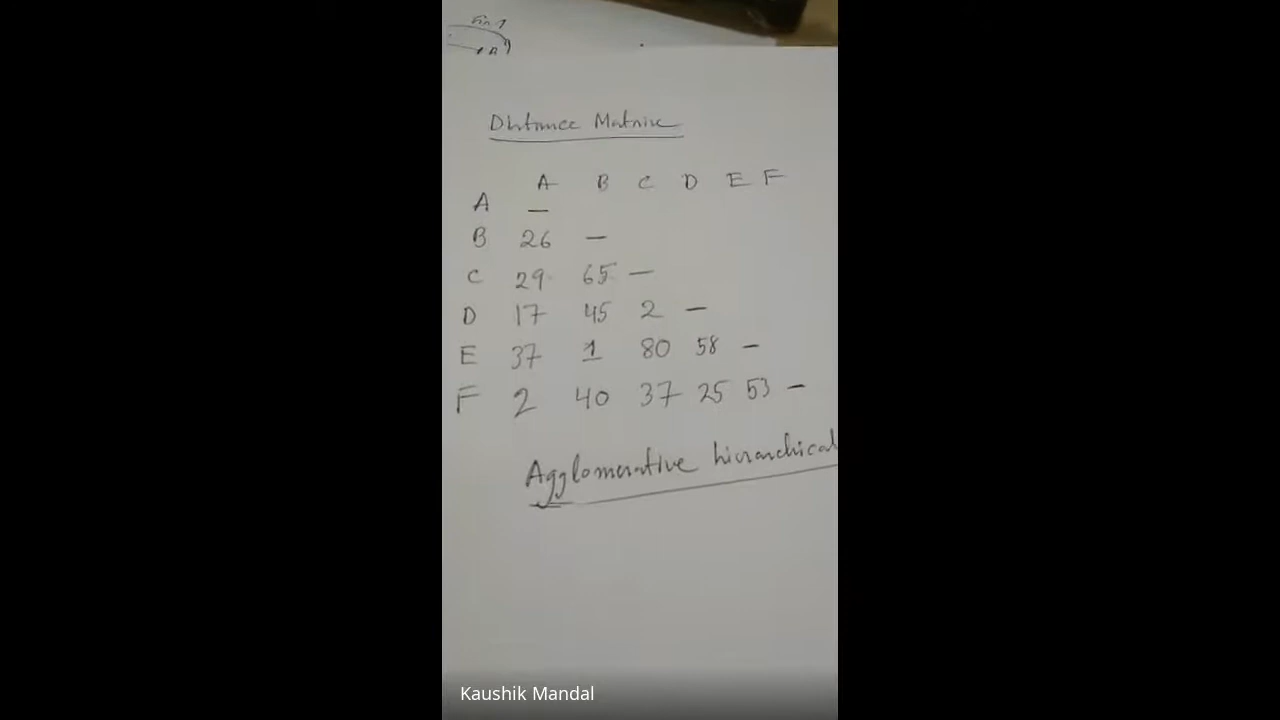 Distance Matrix
A B C D E F
A —
B 26 —
C 29 65 —
D 17 45 2 —
E 37 1 80 58 —
F 2 40 37 25 53 —
Agglomerative hierarchical
Kaushik Mandal